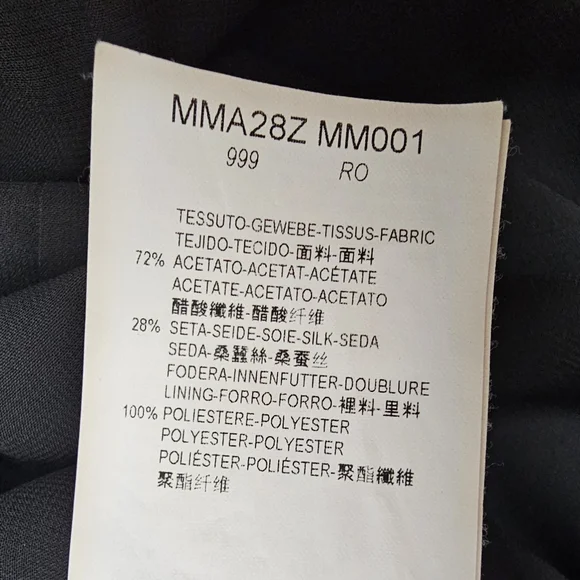 MMA28Z MM001
999 RO
TESSUTO-GEWEBE-TISSUS-FABRIC
TEJIDO-TECIDO-面料-面料
72% ACETATO-ACETAT-ACÉTATE
ACETATE-ACETATO-ACETATO
醋酸纖維-醋酸纤维
28% SETA-SEIDE-SOIE-SILK-SEDA
SEDA-桑蠶絲-桑蚕丝
FODERA-INNENFUTTER-DOUBLURE
LINING-FORRO-FORRO-裡料-里料
100% POLIESTERE-POLYESTER
POLYESTER-POLYESTER
POLIÉSTER-POLIÉSTER-聚酯纖維
聚酯纤维